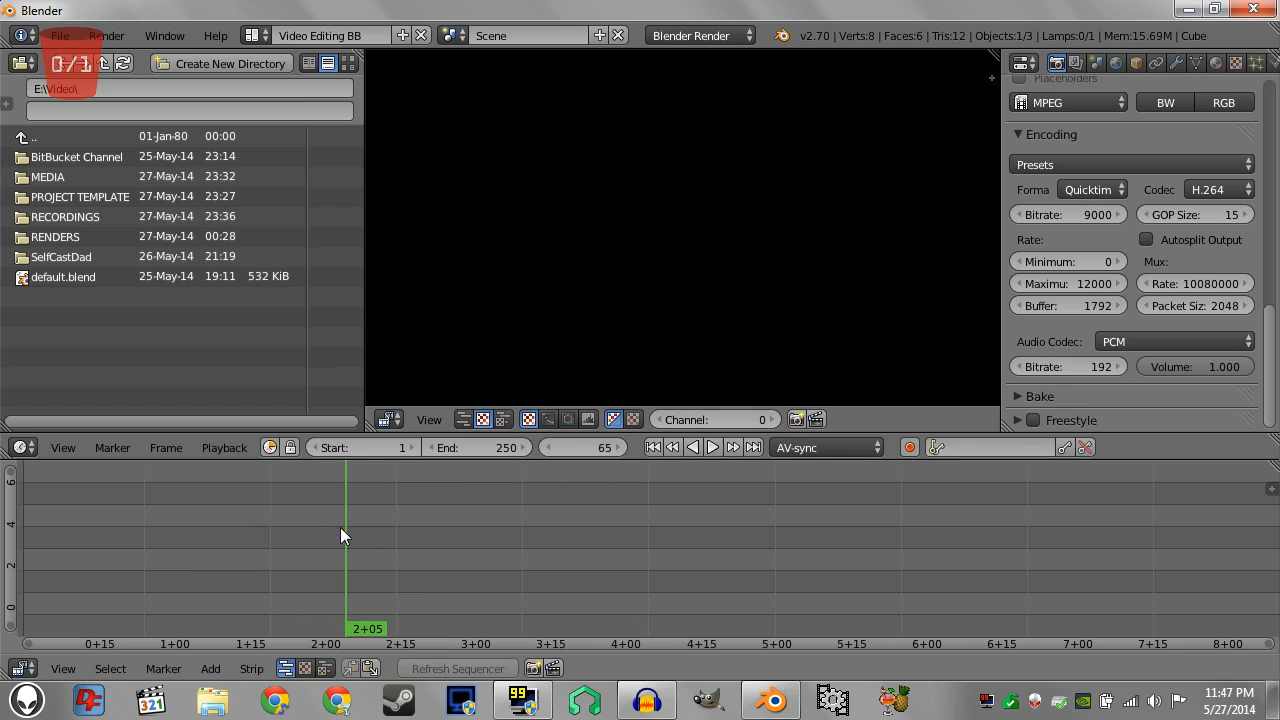 Blender
File Render Window Help Video Editing BB Scene Blender Render v2.70 | Verts:8 | Faces:6 | Tris:12 | Objects:1/3 | Lamps:0/1 | Mem:15.69M | Cube
0/1
Create New Directory
E:\Video\
Placeholders
MPEG BW RGB
Encoding
Presets
Forma Quicktim Codec H.264
Bitrate: 9000 GOP Size: 15
Rate: Autosplit Output
Minimum: 0 Mux:
Maximu: 12000 Rate: 10080000
Buffer: 1792 Packet Siz: 2048
Audio Codec: PCM
Bitrate: 192 Volume: 1.000
Bake
Freestyle
.. 01-Jan-80 00:00
BitBucket Channel 25-May-14 23:14
MEDIA 27-May-14 23:32
PROJECT TEMPLATE 27-May-14 23:27
RECORDINGS 27-May-14 23:36
RENDERS 27-May-14 00:28
SelfCastDad 26-May-14 21:19
default.blend 25-May-14 19:11 532 KiB
View Channel: 0
View Marker Frame Playback Start: 1 End: 250 65 AV-sync
6
4
2
0
2+05
0+15 1+00 1+15 2+00 2+15 3+00 3+15 4+00 4+15 5+00 5+15 6+00 6+15 7+00 7+15 8+00
View Select Marker Add Strip Refresh Sequencer
DF 321 99
11:47 PM
5/27/2014